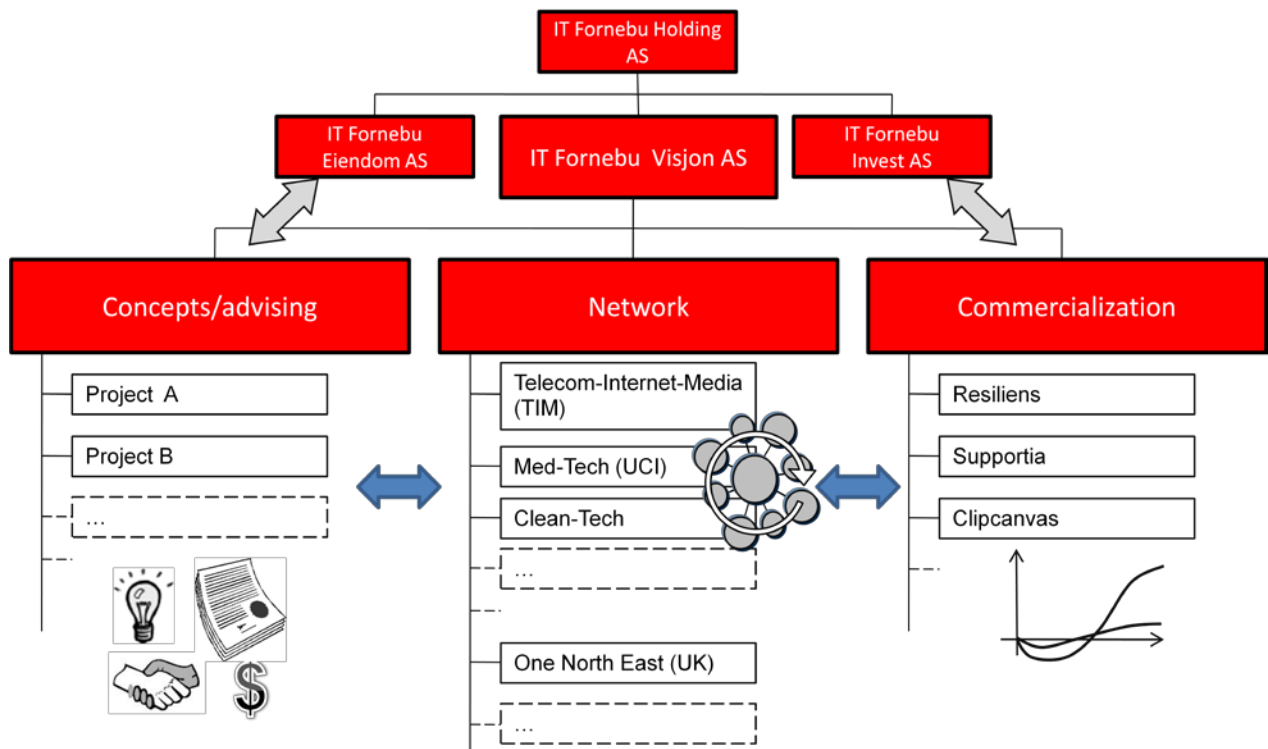 IT Fornebu Holding
AS
IT Fornebu
Eiendom AS
IT Fornebu Visjon AS
IT Fornebu
Invest AS
Concepts/advising
Network
Commercialization
Project A
Project B
...
Telecom-Internet-Media
(TIM)
Med-Tech (UCI)
Clean-Tech
...
One North East (UK)
...
Resiliens
Supportia
Clipcanvas
$